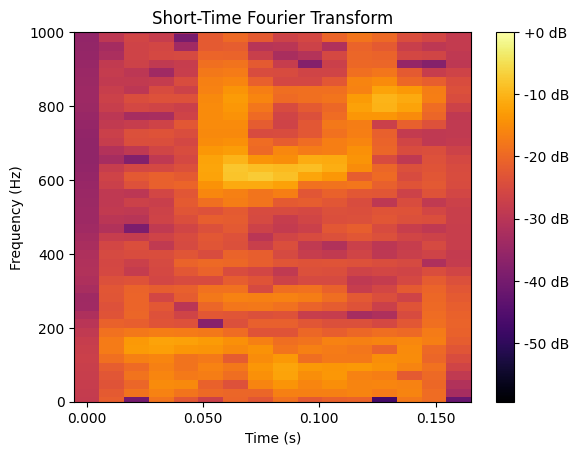 Short-Time Fourier Transform
1000
800
600
400
200
0
Frequency (Hz)
0.000
0.050
0.100
0.150
Time (s)
+0 dB
-10 dB
-20 dB
-30 dB
-40 dB
-50 dB